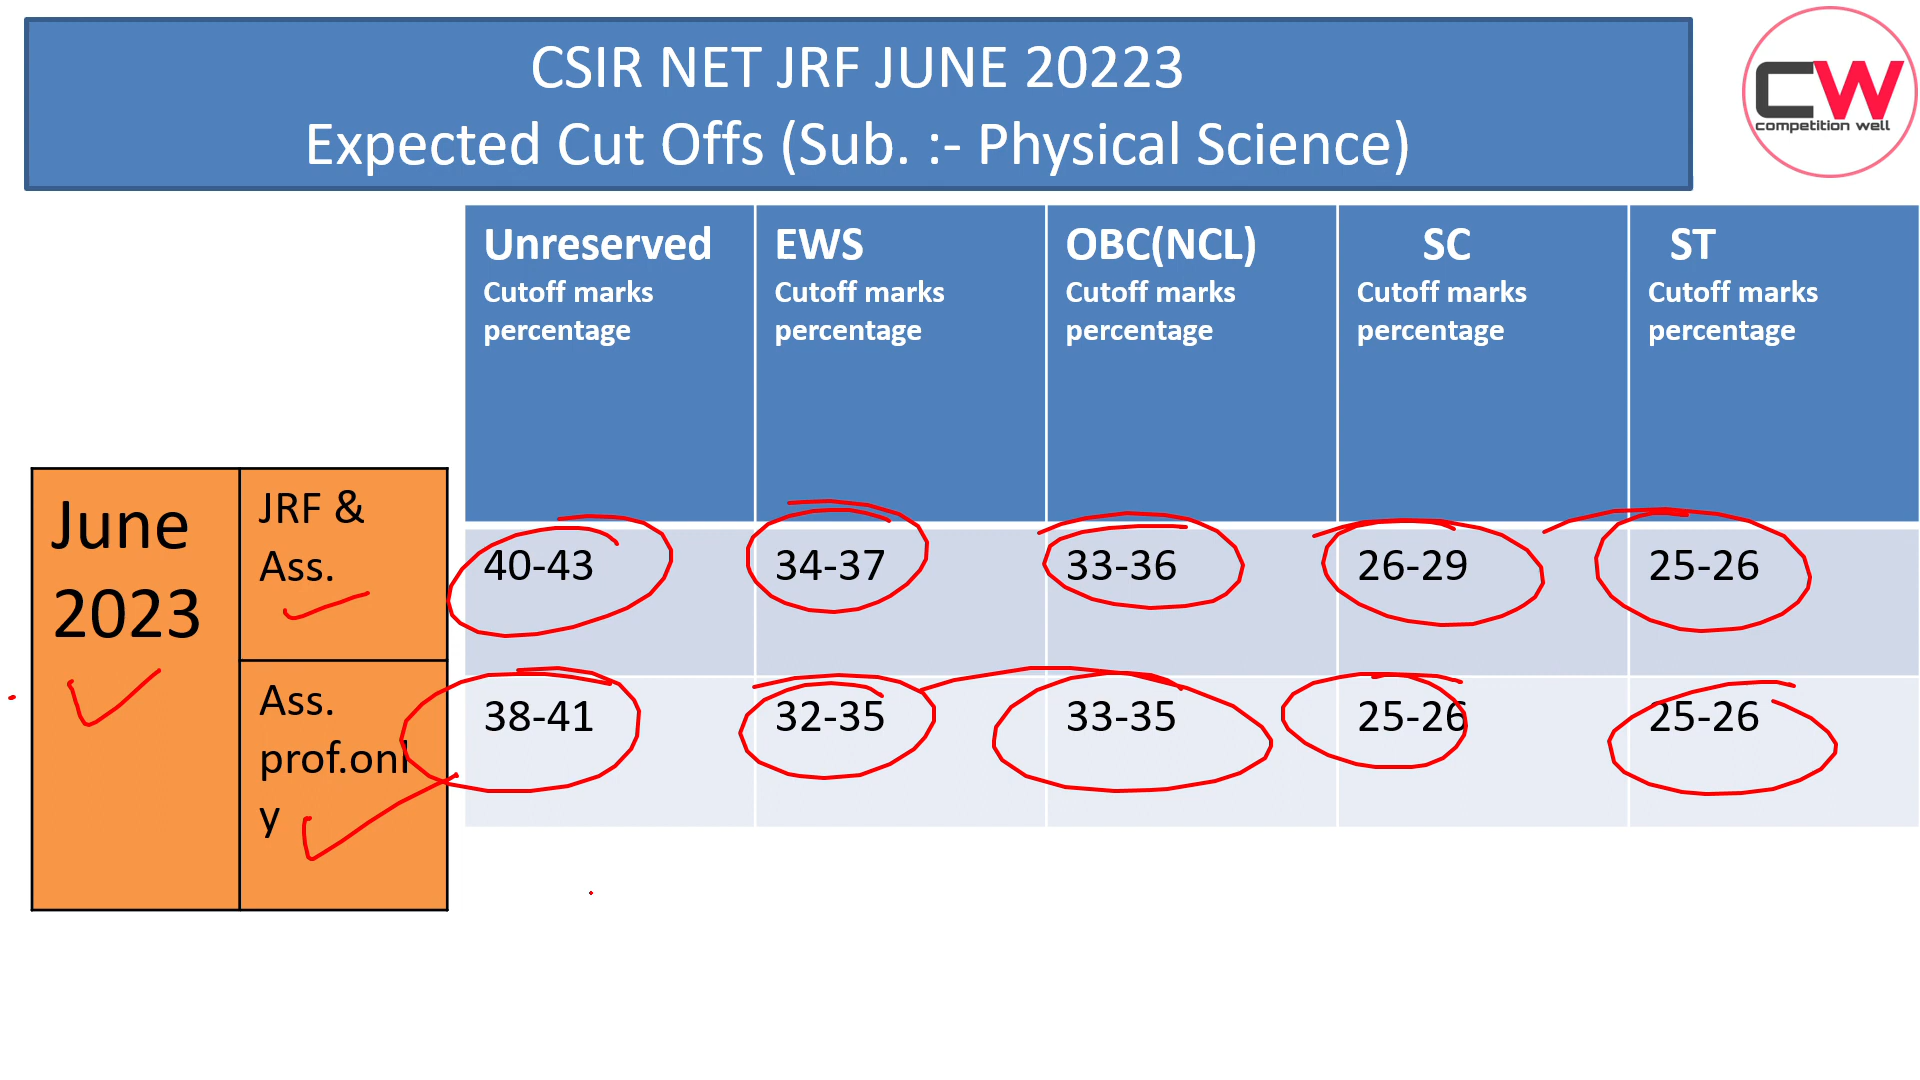 CSIR NET JRF JUNE 20223
Expected Cut Offs (Sub. :- Physical Science)
CW
competition well
Unreserved EWS OBC(NCL) SC ST
Cutoff marks Cutoff marks Cutoff marks Cutoff marks Cutoff marks
percentage percentage percentage percentage percentage
June
2023
JRF &
Ass.
40-43 34-37 33-36 26-29 25-26
Ass.
prof.onl
y
38-41 32-35 33-35 25-26 25-26